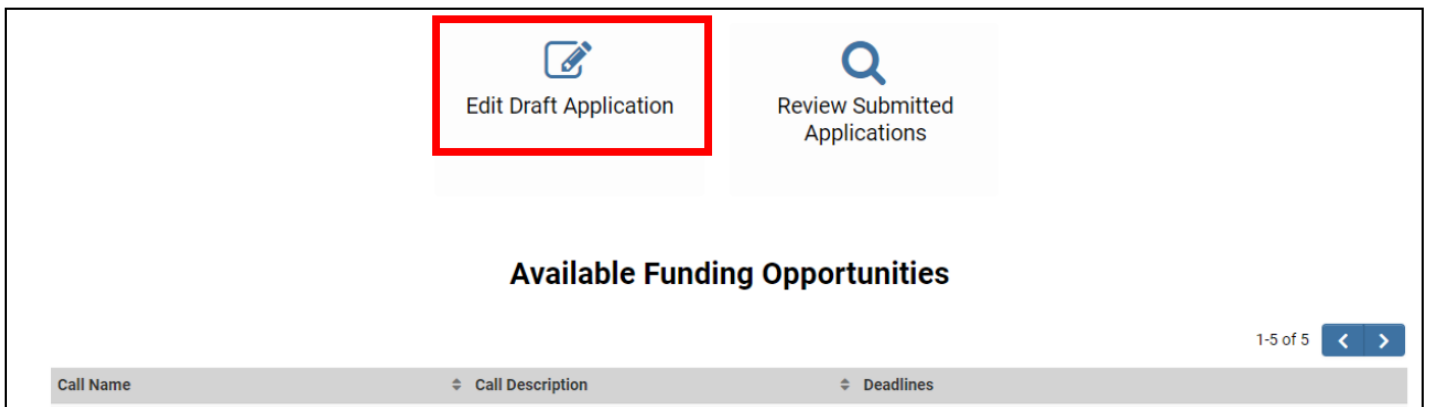 Edit Draft Application
Review Submitted
Applications
Available Funding Opportunities
1-5 of 5
Call Name
Call Description
Deadlines